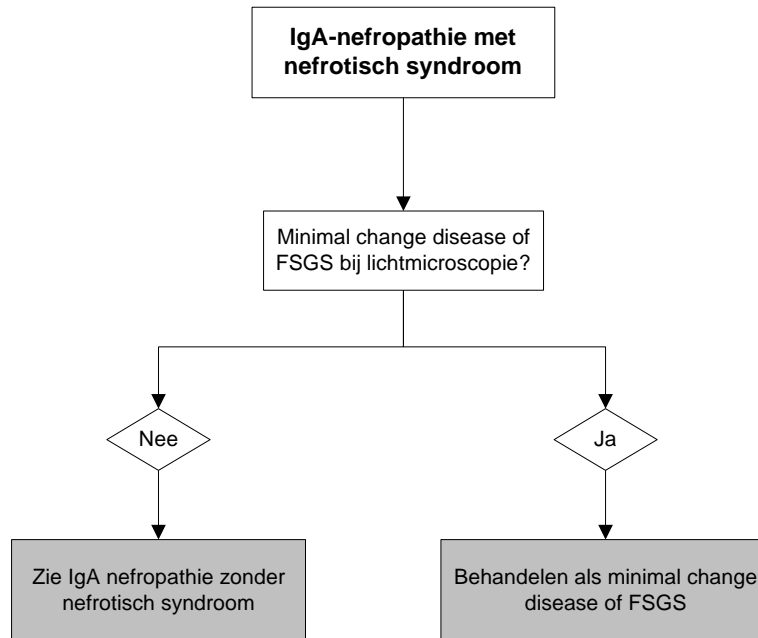 IgA-nefropathie met
nefrotisch syndroom
Minimal change disease of
FSGS bij lichtmicroscopie?
Nee
Ja
Zie IgA nefropathie zonder
nefrotisch syndroom
Behandelen als minimal change
disease of FSGS